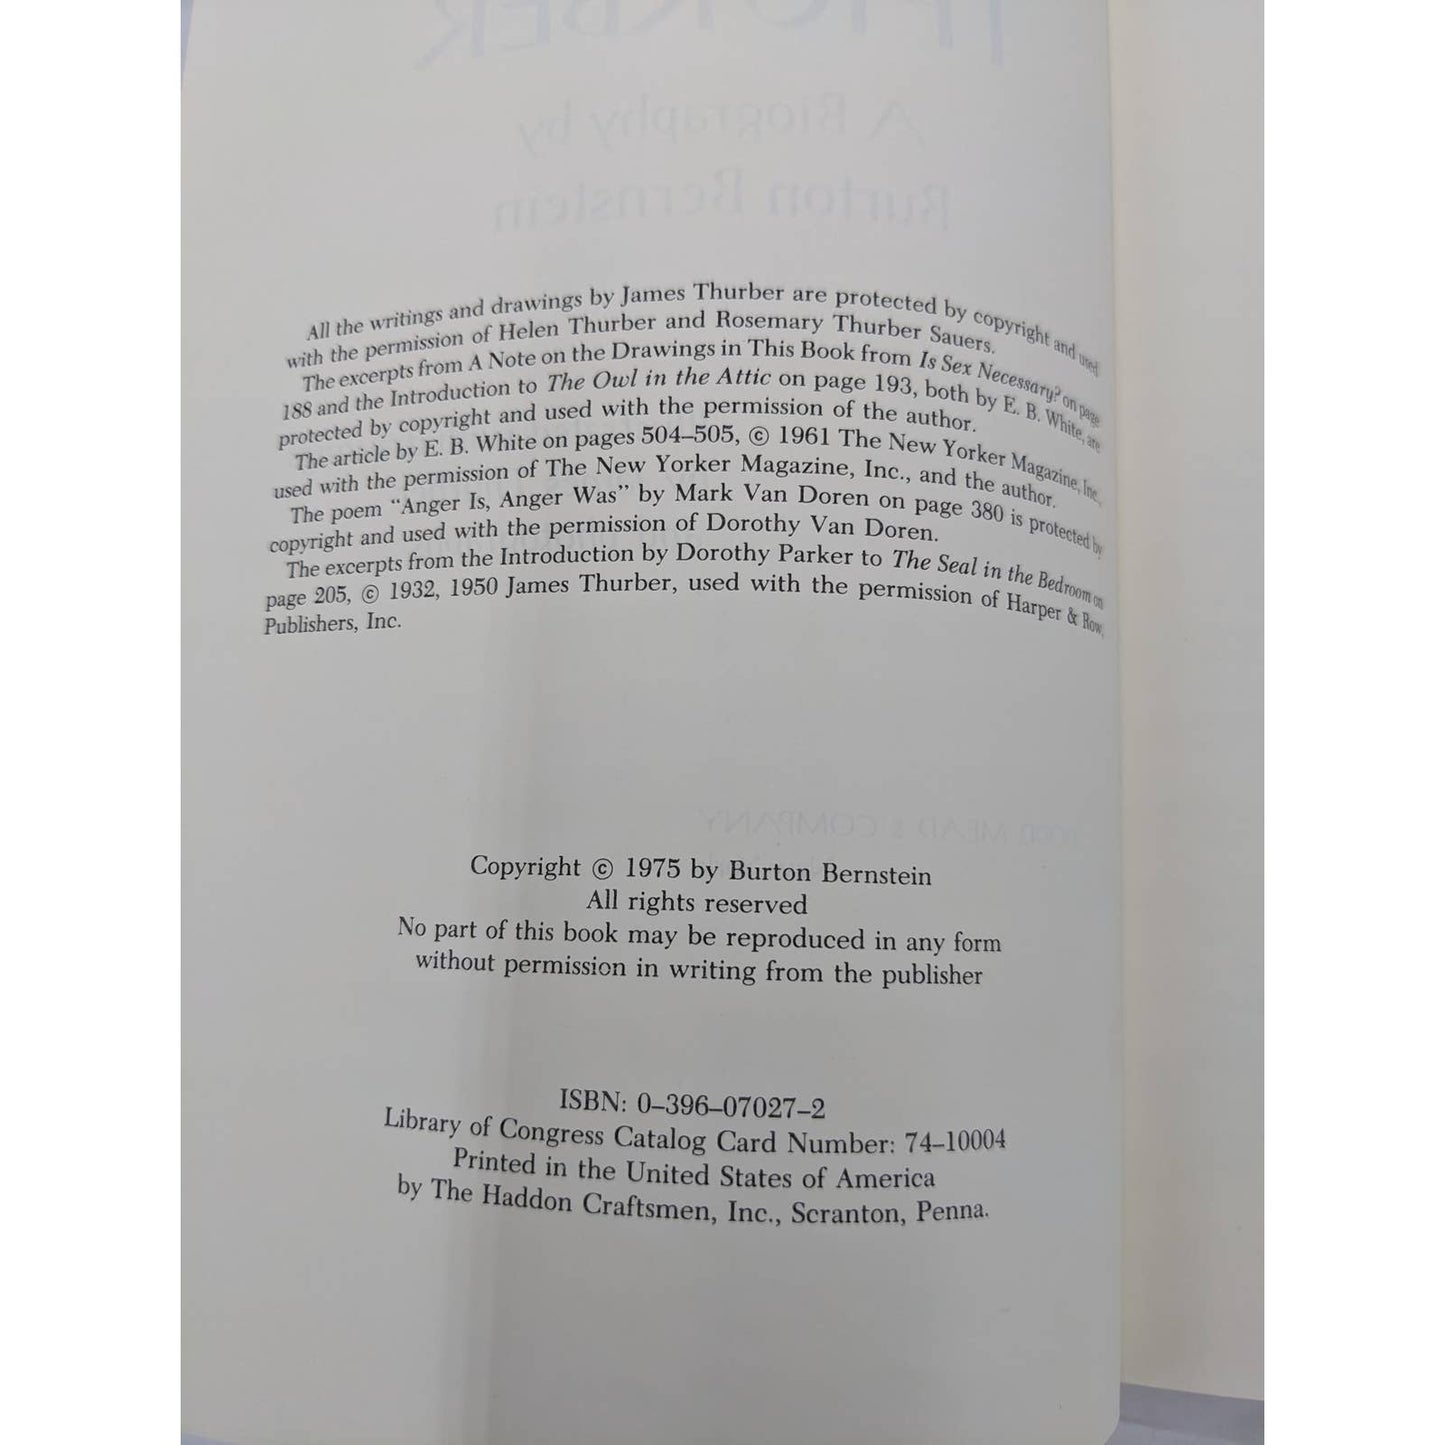 All the writings and drawings by James Thurber are protected by copyright and used
with the permission of Helen Thurber and Rosemary Thurber Sauers.
The excerpts from A Note on the Drawings in This Book from Is Sex Necessary? on page
188 and the Introduction to The Owl in the Attic on page 193, both by E. B. White, are
protected by copyright and used with the permission of the author.
The article by E. B. White on pages 504–505, © 1961 The New Yorker Magazine, Inc.,
used with the permission of The New Yorker Magazine, Inc., and the author.
The poem “Anger Is, Anger Was” by Mark Van Doren on page 380 is protected by
copyright and used with the permission of Dorothy Van Doren.
The excerpts from the Introduction by Dorothy Parker to The Seal in the Bedroom on
page 205, © 1932, 1950 James Thurber, used with the permission of Harper & Row,
Publishers, Inc.
Copyright © 1975 by Burton Bernstein
All rights reserved
No part of this book may be reproduced in any form
without permission in writing from the publisher
ISBN: 0–396–07027–2
Library of Congress Catalog Card Number: 74–10004
Printed in the United States of America
by The Haddon Craftsmen, Inc., Scranton, Penna.